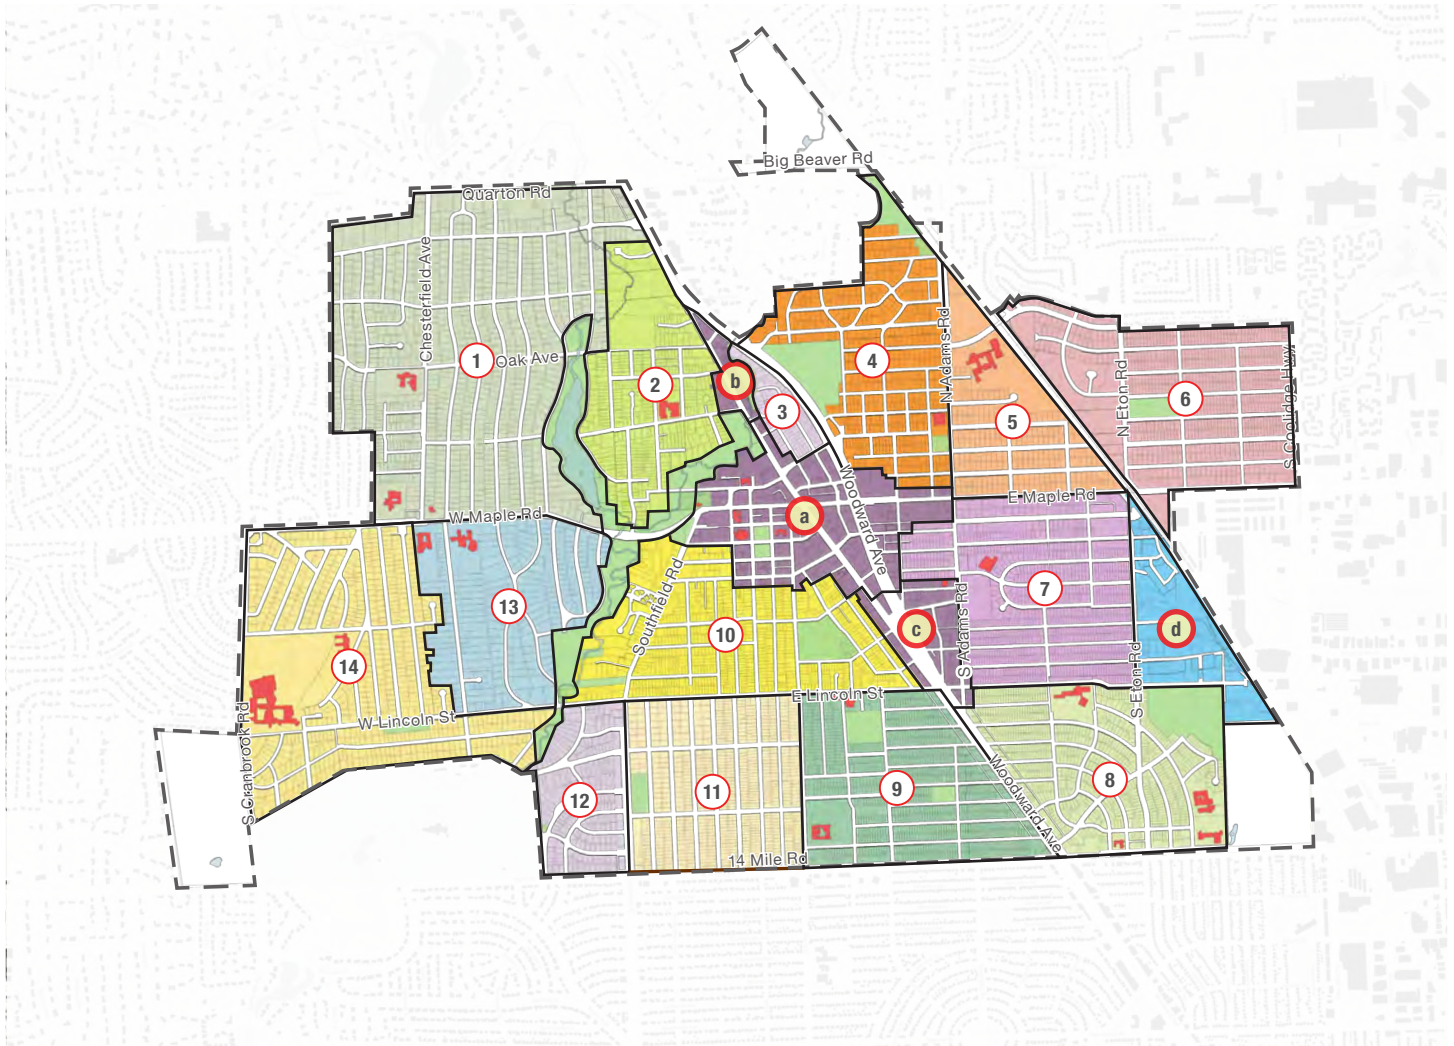 Big Beaver Rd
Quarton Rd
Chesterfield Ave
1
Oak Ave
2
b
3
4
N Adams Rd
5
N Eton Rd
6
S Coolidge Hwy
W Maple Rd
a
Woodward Ave
E Maple Rd
13
14
Southfield Rd
10
c
S Adams Rd
7
d
S Eton Rd
E Lincoln St
W Lincoln St
S Cranbrook Rd
12
11
9
Woodward Ave
8
14 Mile Rd